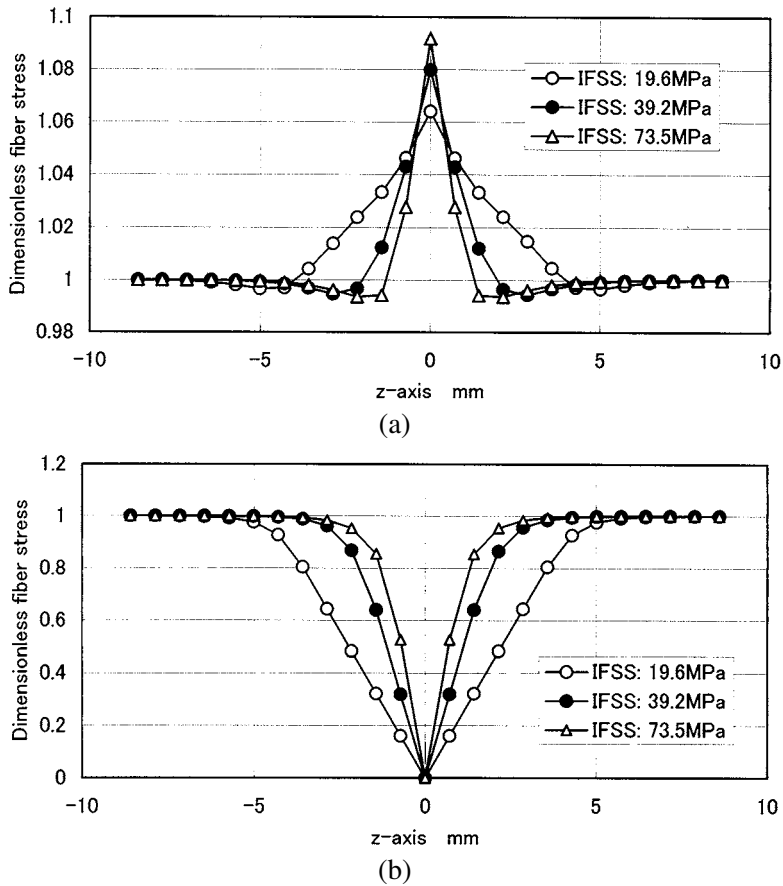 1.1
1.08
1.06
1.04
1.02
1
0.98
Dimensionless fiber stress
IFSS: 19.6MPa
IFSS: 39.2MPa
IFSS: 73.5MPa
-10
-5
0
5
10
z-axis mm
(a)
1.2
1
0.8
0.6
0.4
0.2
0
Dimensionless fiber stress
IFSS: 19.6MPa
IFSS: 39.2MPa
IFSS: 73.5MPa
-10
-5
0
5
10
z-axis mm
(b)